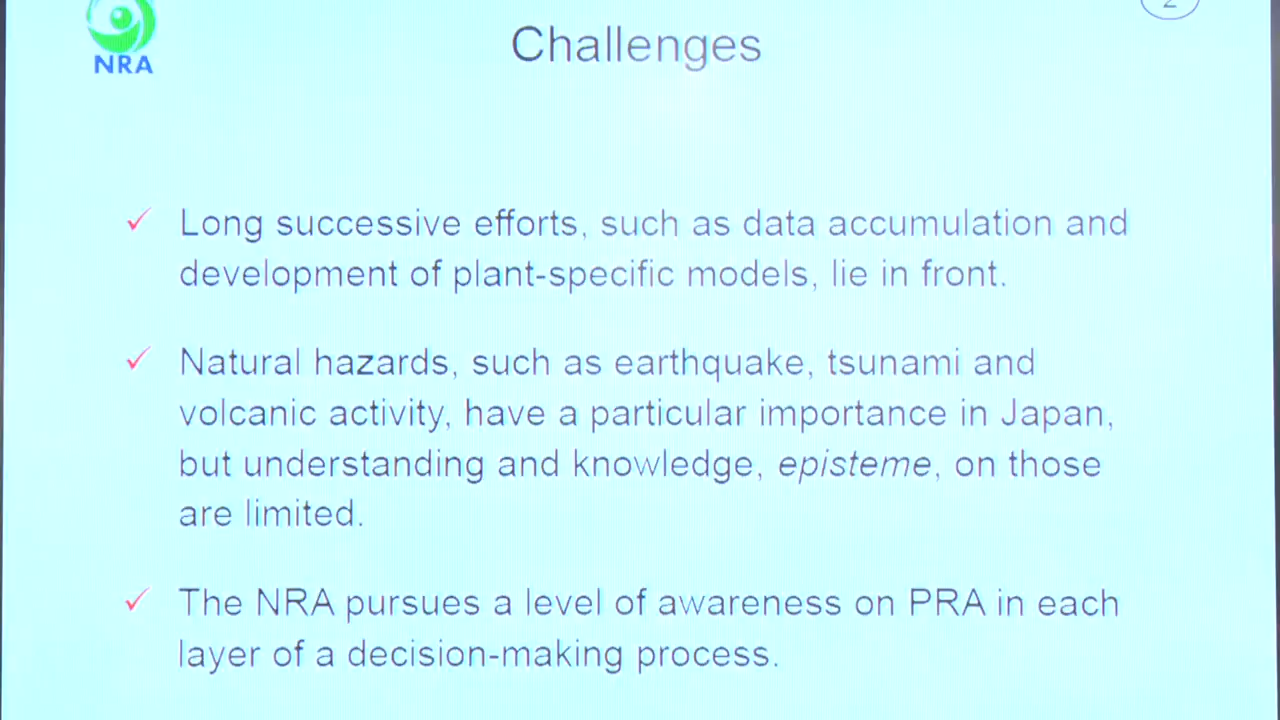 2
Challenges
NRA
Long successive efforts, such as data accumulation and
development of plant-specific models, lie in front.
Natural hazards, such as earthquake, tsunami and
volcanic activity, have a particular importance in Japan,
but understanding and knowledge, episteme, on those
are limited.
The NRA pursues a level of awareness on PRA in each
layer of a decision-making process.